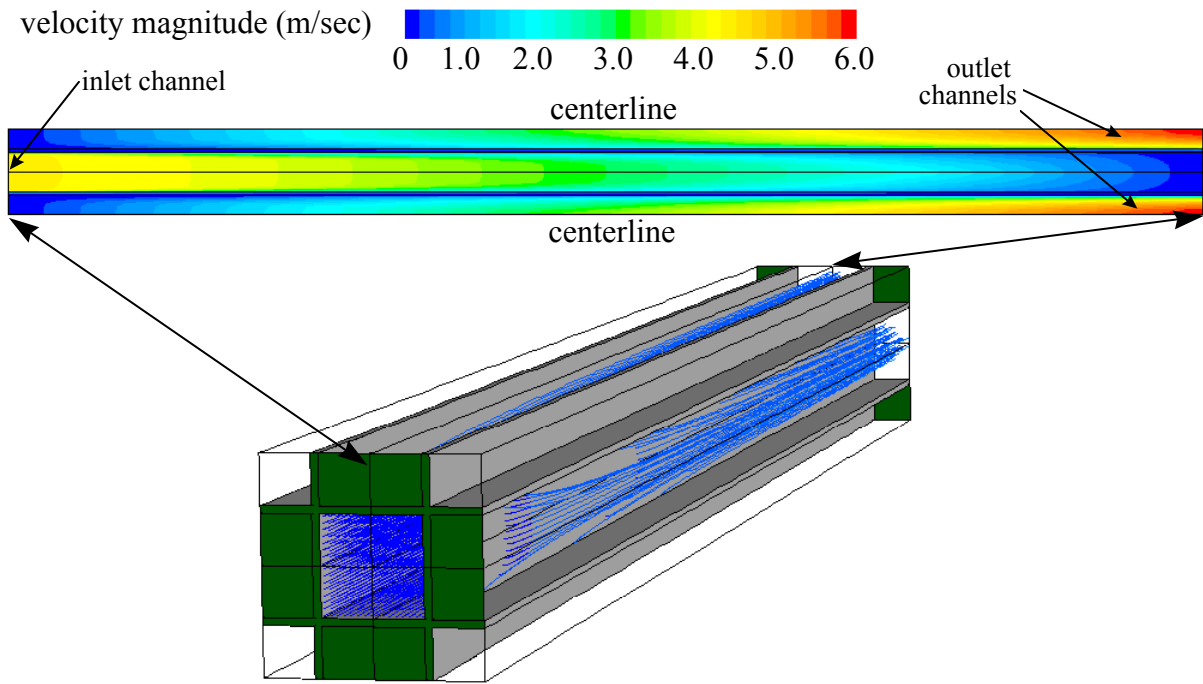 velocity magnitude (m/sec)
0 1.0 2.0 3.0 4.0 5.0 6.0
inlet channel
centerline
outlet
channels
centerline